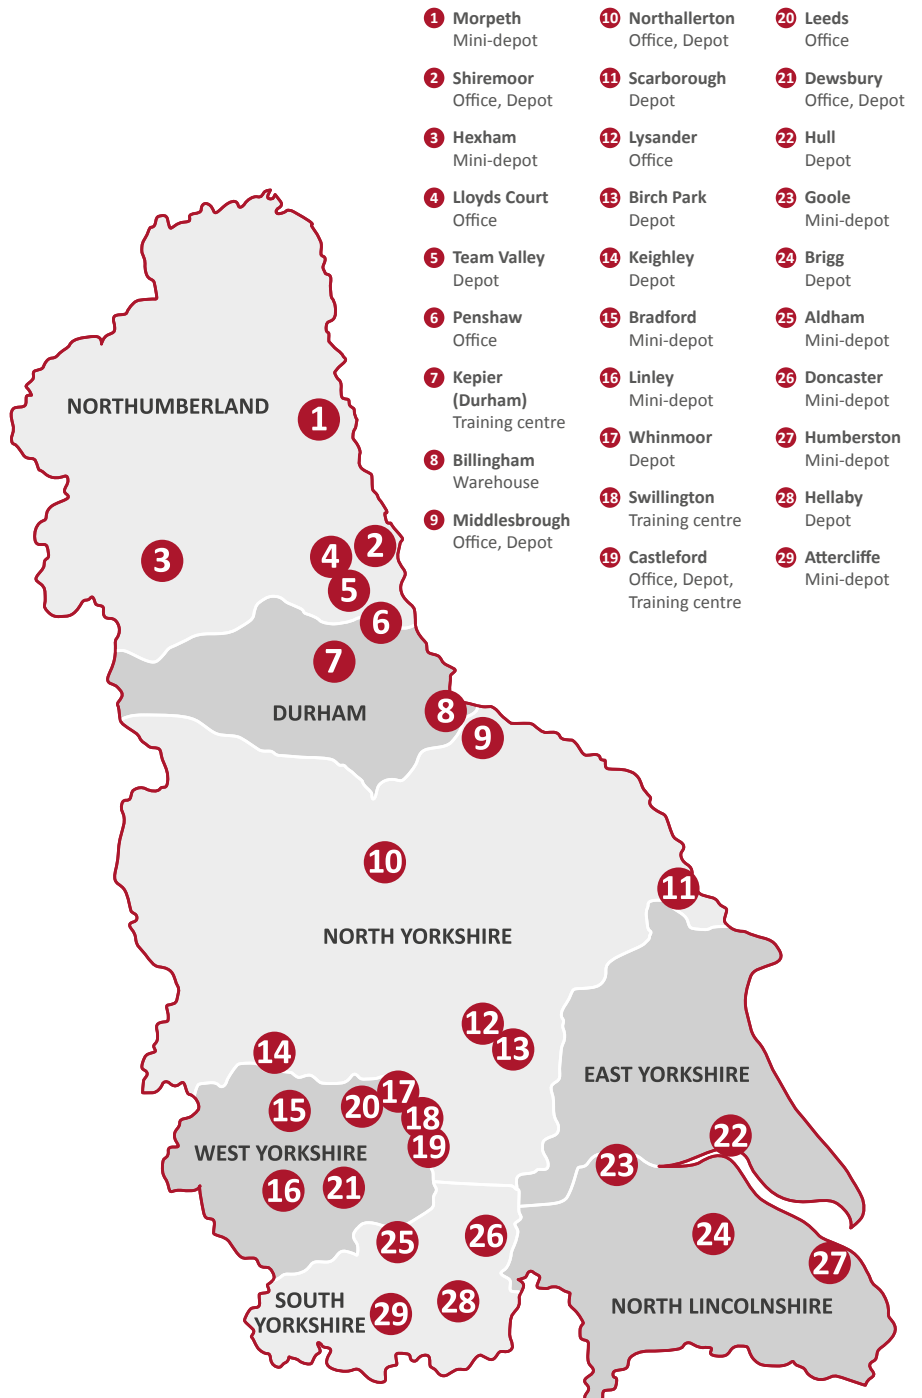 1 Morpeth
Mini-depot
2 Shiremoor
Office, Depot
3 Hexham
Mini-depot
4 Lloyds Court
Office
5 Team Valley
Depot
6 Penshaw
Office
7 Kepier
(Durham)
Training centre
8 Billingham
Warehouse
9 Middlesbrough
Office, Depot
10 Northallerton
Office, Depot
11 Scarborough
Depot
12 Lysander
Office
13 Birch Park
Depot
14 Keighley
Depot
15 Bradford
Mini-depot
16 Linley
Mini-depot
17 Whinmoor
Depot
18 Swillington
Training centre
19 Castleford
Office, Depot,
Training centre
20 Leeds
Office
21 Dewsbury
Office, Depot
22 Hull
Depot
23 Goole
Mini-depot
24 Brigg
Depot
25 Aldham
Mini-depot
26 Doncaster
Mini-depot
27 Humberston
Mini-depot
28 Hellaby
Depot
29 Attercliffe
Mini-depot
NORTHUMBERLAND
1
2
3
4
5
6
7
DURHAM
8
9
10
11
NORTH YORKSHIRE
12
13
14
EAST YORKSHIRE
15
20
17
18
19
WEST YORKSHIRE
22
23
16
21
25
26
24
27
SOUTH
YORKSHIRE
29
28
NORTH LINCOLNSHIRE